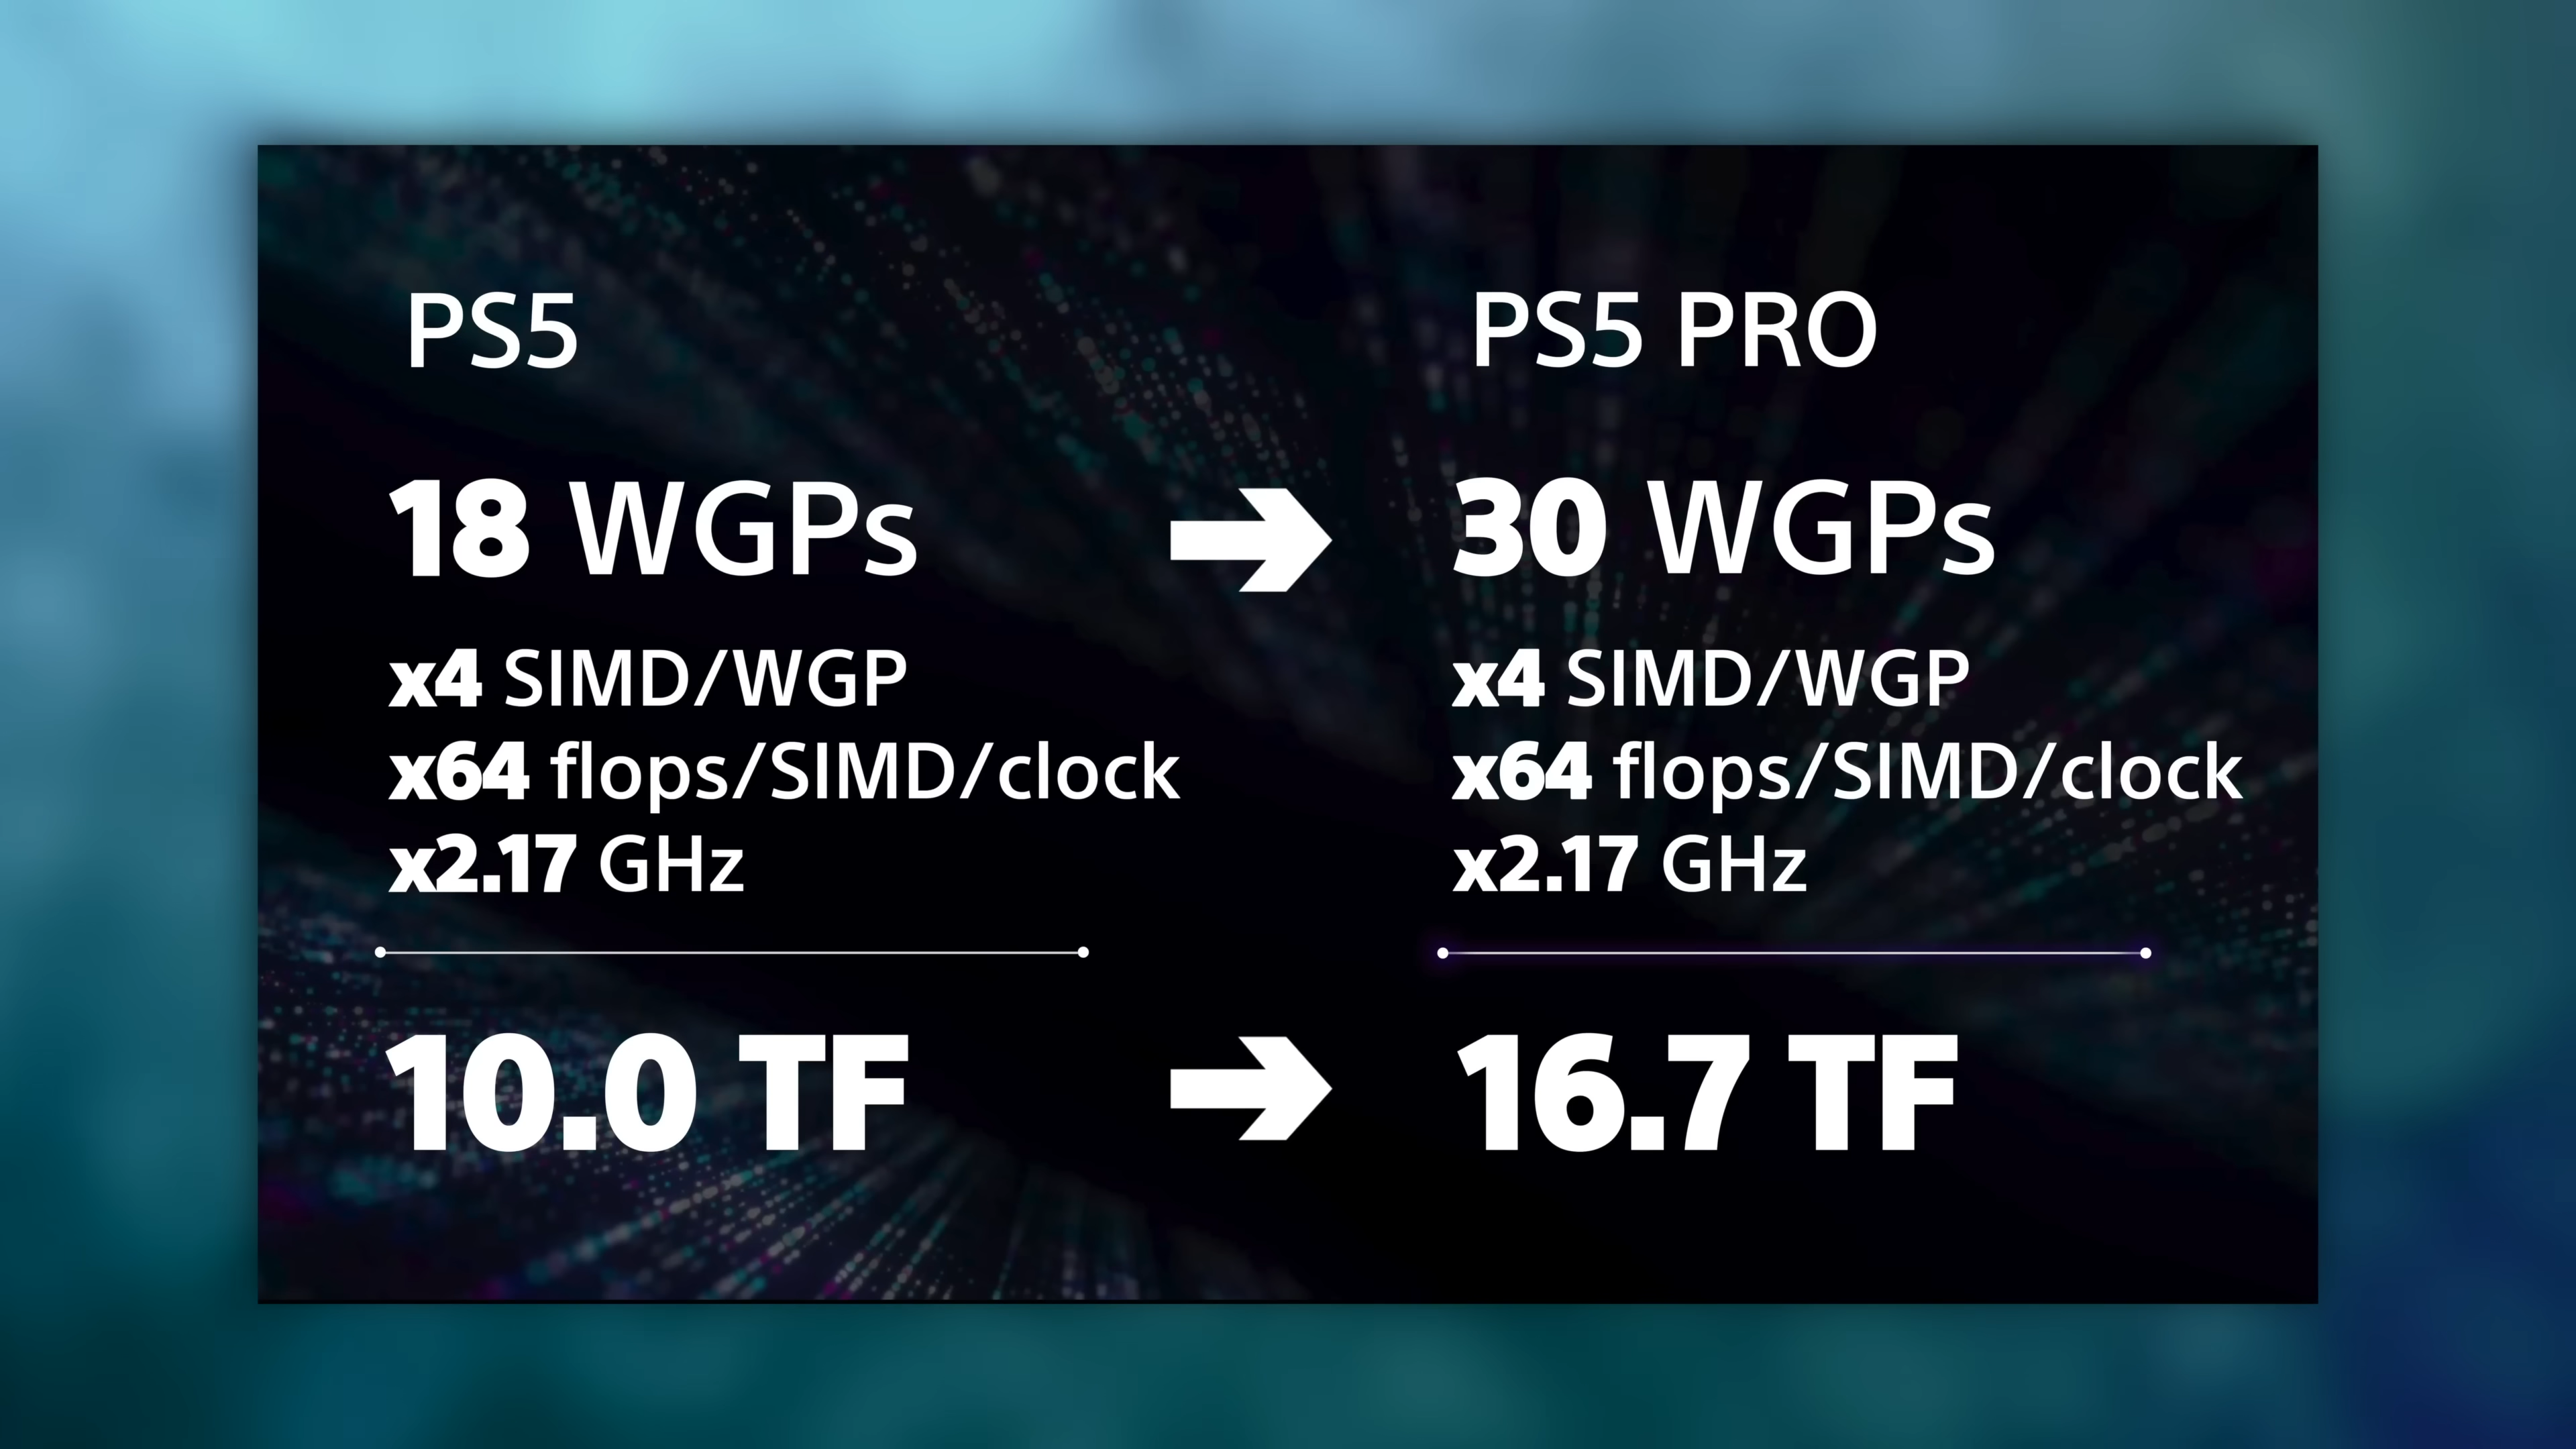 PS5
18 WGPs
x4 SIMD/WGP
x64 flops/SIMD/clock
x2.17 GHz
10.0 TF
PS5 PRO
30 WGPs
x4 SIMD/WGP
x64 flops/SIMD/clock
x2.17 GHz
16.7 TF